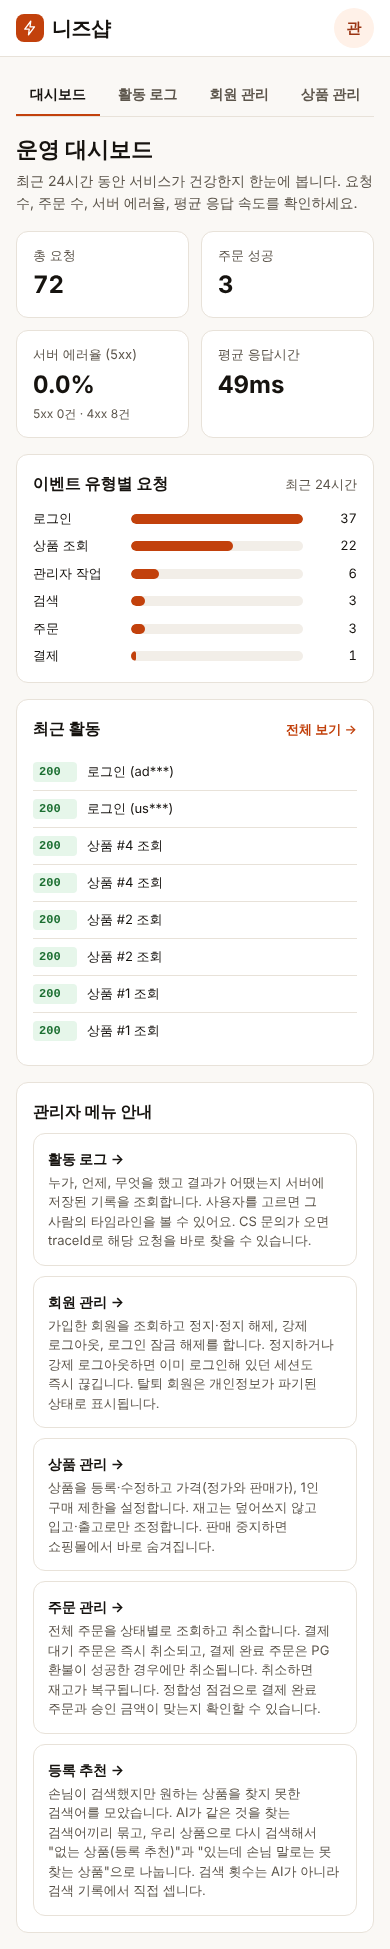 니즈샵
관
대시보드 활동 로그 회원 관리 상품 관리
운영 대시보드
최근 24시간 동안 서비스가 건강한지 한눈에 봅니다. 요청
수, 주문 수, 서버 에러율, 평균 응답 속도를 확인하세요.
총 요청
72
주문 성공
3
서버 에러율 (5xx)
0.0%
5xx 0건 · 4xx 8건
평균 응답시간
49ms
이벤트 유형별 요청 최근 24시간
로그인 37
상품 조회 22
관리자 작업 6
검색 3
주문 3
결제 1
최근 활동 전체 보기 →
200 로그인 (ad***)
200 로그인 (us***)
200 상품 #4 조회
200 상품 #4 조회
200 상품 #2 조회
200 상품 #2 조회
200 상품 #1 조회
200 상품 #1 조회
관리자 메뉴 안내
활동 로그 →
누가, 언제, 무엇을 했고 결과가 어땠는지 서버에
저장된 기록을 조회합니다. 사용자를 고르면 그
사람의 타임라인을 볼 수 있어요. CS 문의가 오면
traceId로 해당 요청을 바로 찾을 수 있습니다.
회원 관리 →
가입한 회원을 조회하고 정지·정지 해제, 강제
로그아웃, 로그인 잠금 해제를 합니다. 정지하거나
강제 로그아웃하면 이미 로그인해 있던 세션도
즉시 끊깁니다. 탈퇴 회원은 개인정보가 파기된
상태로 표시됩니다.
상품 관리 →
상품을 등록·수정하고 가격(정가와 판매가), 1인
구매 제한을 설정합니다. 재고는 덮어쓰지 않고
입고·출고로만 조정합니다. 판매 중지하면
쇼핑몰에서 바로 숨겨집니다.
주문 관리 →
전체 주문을 상태별로 조회하고 취소합니다. 결제
대기 주문은 즉시 취소되고, 결제 완료 주문은 PG
환불이 성공한 경우에만 취소됩니다. 취소하면
재고가 복구됩니다. 정합성 점검으로 결제 완료
주문과 승인 금액이 맞는지 확인할 수 있습니다.
등록 추천 →
손님이 검색했지만 원하는 상품을 찾지 못한
검색어를 모았습니다. AI가 같은 것을 찾는
검색어끼리 묶고, 우리 상품으로 다시 검색해서
"없는 상품(등록 추천)"과 "있는데 손님 말로는 못
찾는 상품"으로 나눕니다. 검색 횟수는 AI가 아니라
검색 기록에서 직접 셉니다.